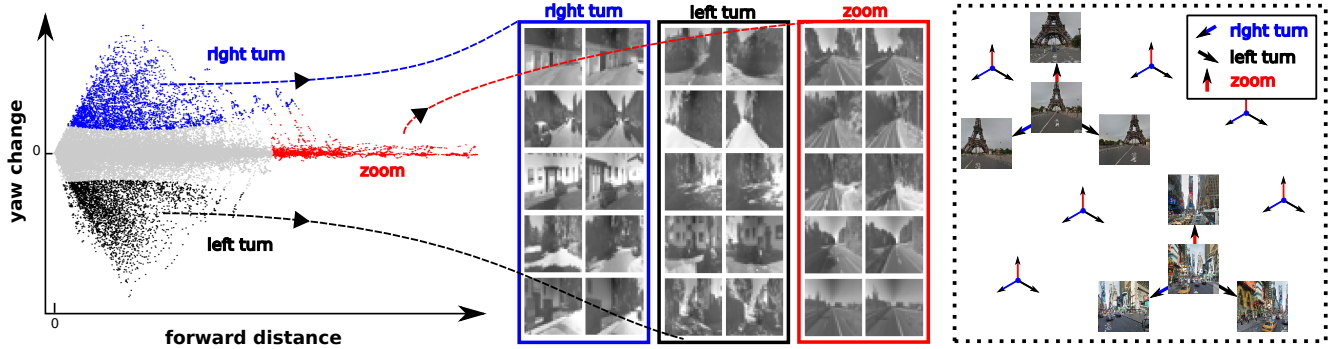 yaw change
0
right turn
zoom
left turn
0
forward distance
right turn
left turn
zoom
right turn
left turn
zoom